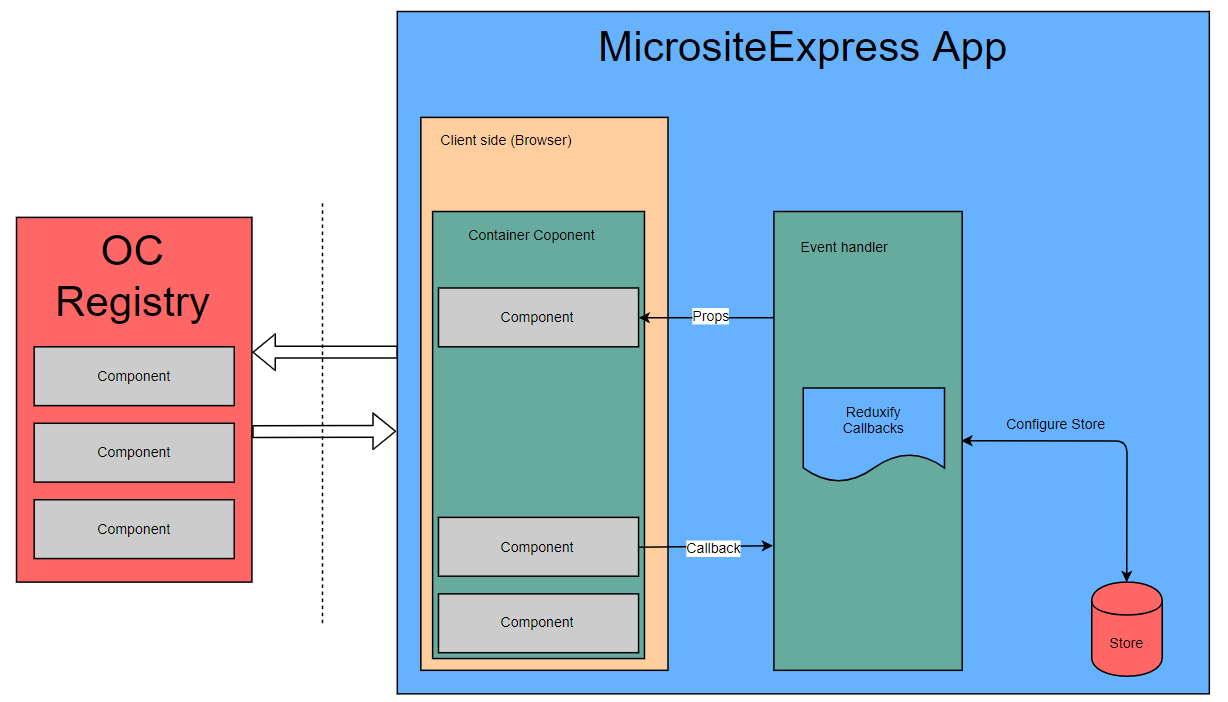 MicrositeExpress App
Client side (Browser)
Container Coponent
Component
Component
Component
Props
Callback
Event handler
Reduxify
Callbacks
Configure Store
Store
OC
Registry
Component
Component
Component